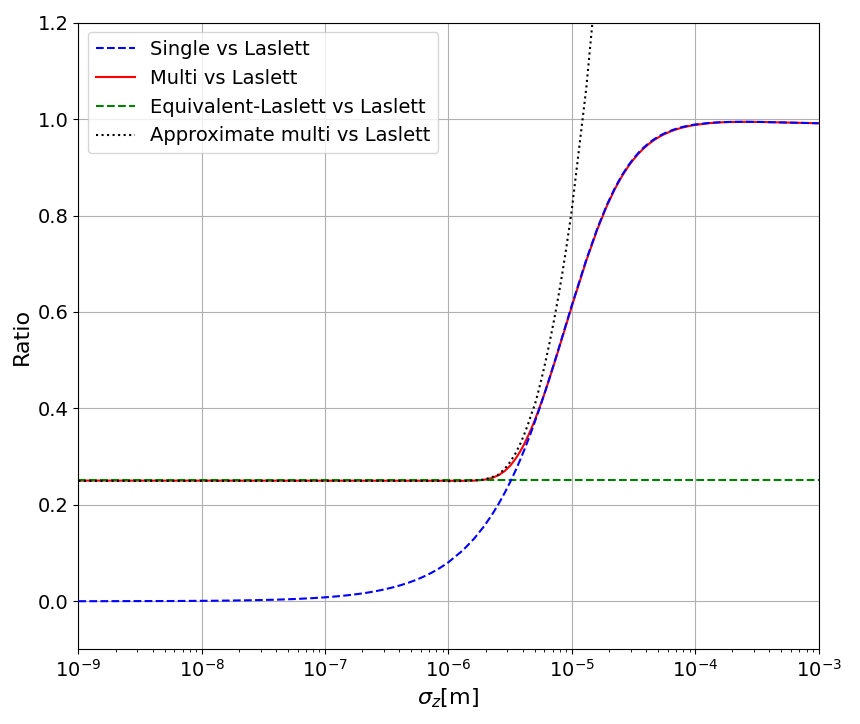 Single vs Laslett
Multi vs Laslett
Equivalent-Laslett vs Laslett
Approximate multi vs Laslett
1.2
1.0
0.8
0.6
0.4
0.2
0.0
Ratio
10⁻⁹ 10⁻⁸ 10⁻⁷ 10⁻⁶ 10⁻⁵ 10⁻⁴ 10⁻³
σ_z[m]